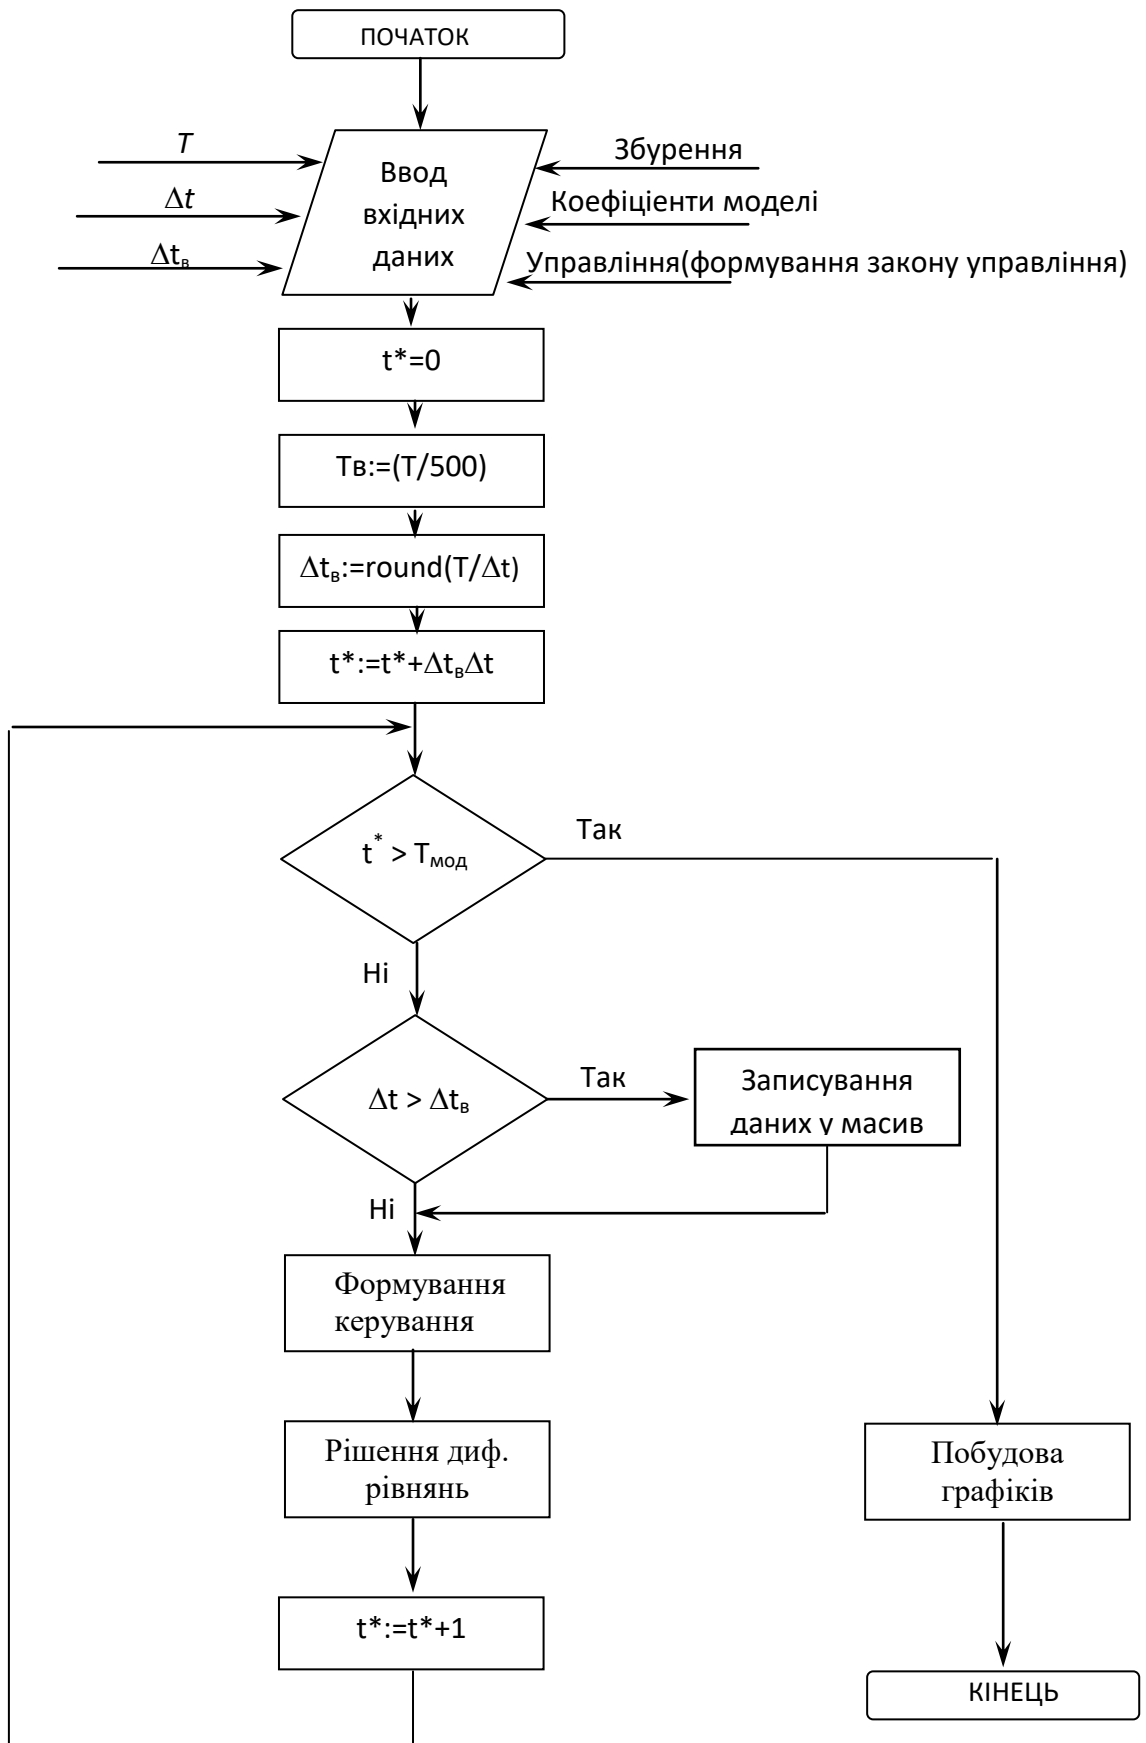 ПОЧАТОК
T
Δt
Δtв
Ввод
вхідних
даних
Збурення
Коефіціенти моделі
Управління(формування закону управління)
t*=0
Тв:=(T/500)
Δtв:=round(T/Δt)
t*:=t*+ΔtвΔt
t* > Tмод
Так
Ні
Δt > Δtв
Так
Записування
даних у масив
Ні
Формування
керування
Рішення диф.
рівнянь
Побудова
графіків
t*:=t*+1
КІНЕЦЬ